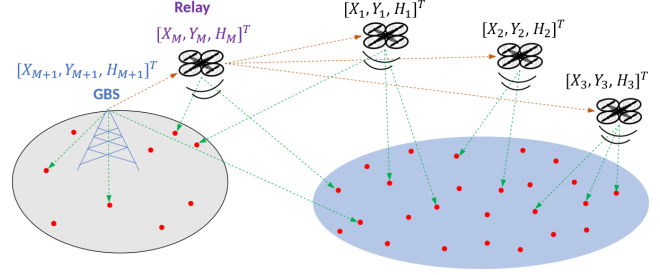 Relay
[X_M, Y_M, H_M]^T
[X_1, Y_1, H_1]^T
[X_2, Y_2, H_2]^T
[X_3, Y_3, H_3]^T
[X_{M+1}, Y_{M+1}, H_{M+1}]^T
GBS